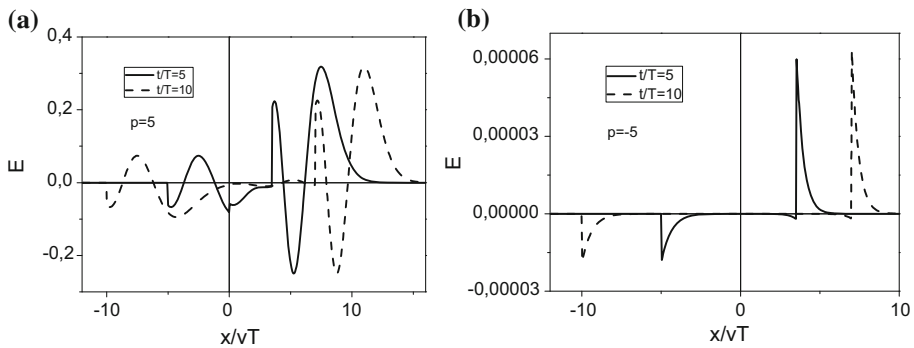 (a)
0,4
0,2
0,0
-0,2
E
t/T=5
t/T=10
p=5
-10
0
10
x/vT
(b)
0,00006
0,00003
0,00000
-0,00003
E
t/T=5
t/T=10
p=-5
-10
0
10
x/vT